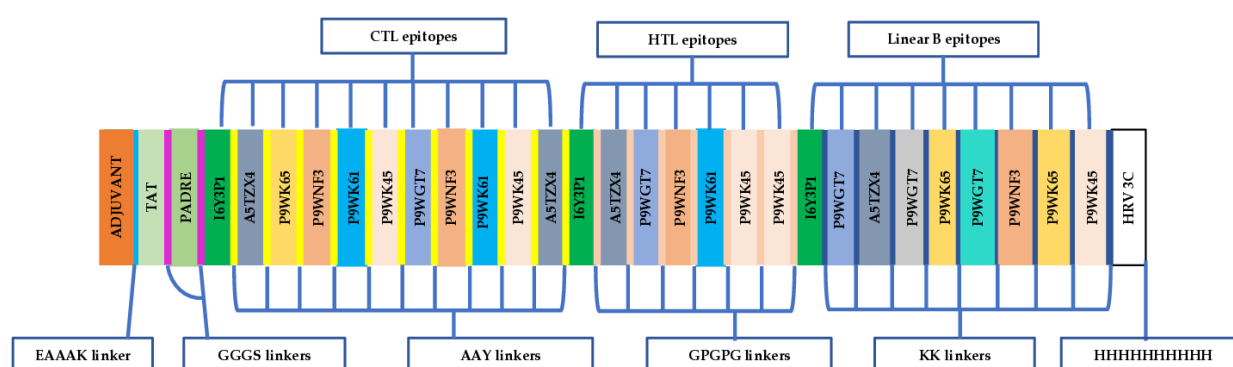 CTL epitopes
HTL epitopes
Linear B epitopes
ADJUVANT
TAT
PADRE
I6Y3P1
A5TZX4
P9WK65
P9WNF3
P9WK61
P9WK45
P9WGT7
P9WNF3
P9WK61
P9WK45
A5TZX4
I6Y3P1
A5TZX4
P9WGT7
P9WNF3
P9WK61
P9WK45
P9WK45
I6Y3P1
P9WGT7
A5TZX4
P9WGT7
P9WK65
P9WGT7
P9WNF3
P9WK65
P9WK45
HRV 3C
EAAAK linker
GGGS linkers
AAY linkers
GPGPG linkers
KK linkers
HHHHHHHHHH